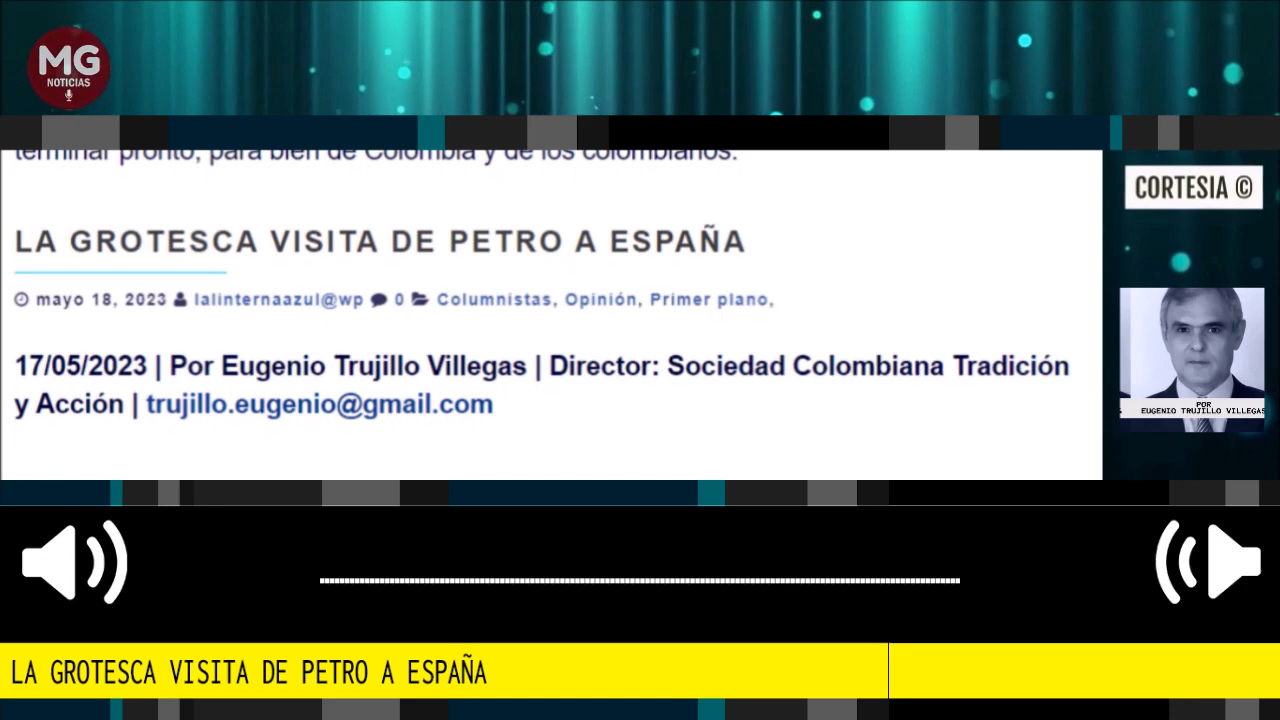 MG
NOTICIAS
terminar pronto, para bien de Colombia y de los colombianos.
CORTESIA ©
LA GROTESCA VISITA DE PETRO A ESPAÑA
mayo 18, 2023 lalinternaazul@wp 0 Columnistas, Opinión, Primer plano,
17/05/2023 | Por Eugenio Trujillo Villegas | Director: Sociedad Colombiana Tradición
y Acción | trujillo.eugenio@gmail.com
POR
EUGENIO TRUJILLO VILLEGAS
LA GROTESCA VISITA DE PETRO A ESPAÑA